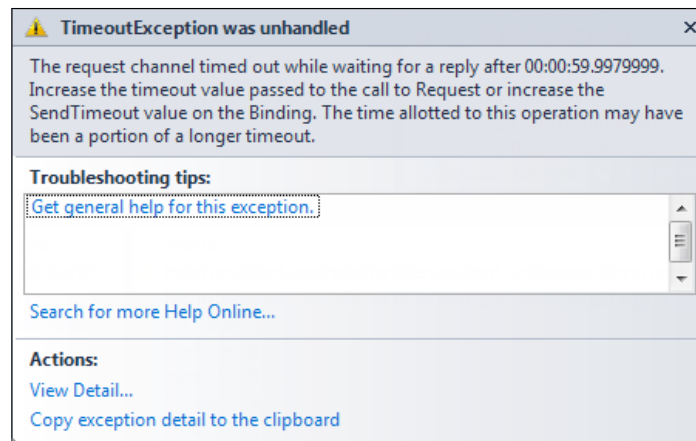 TimeoutException was unhandled
The request channel timed out while waiting for a reply after 00:00:59.9979999.
Increase the timeout value passed to the call to Request or increase the
SendTimeout value on the Binding. The time allotted to this operation may have
been a portion of a longer timeout.
Troubleshooting tips:
Get general help for this exception.
Search for more Help Online...
Actions:
View Detail...
Copy exception detail to the clipboard